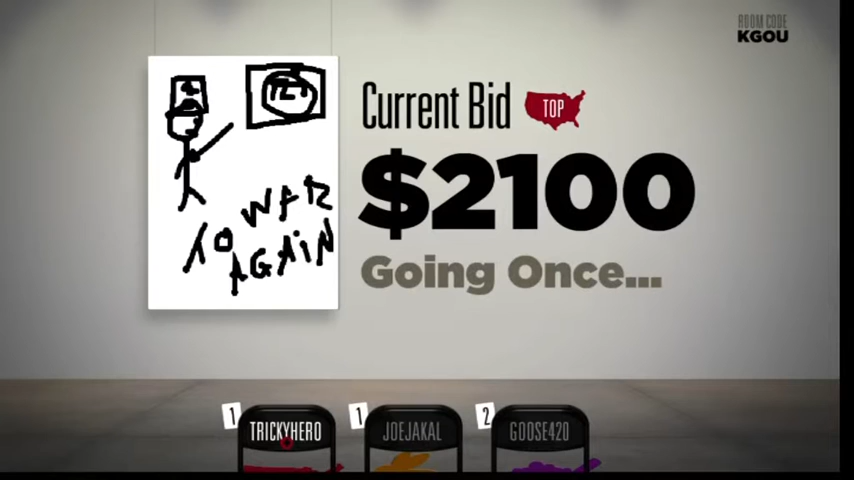 ROOM CODE
KGOU
Current Bid
TOP
$2100
Going Once...
TO WAR
AGAIN
1
TRICKYHERO
1
JOEJAKAL
2
GOOSE420